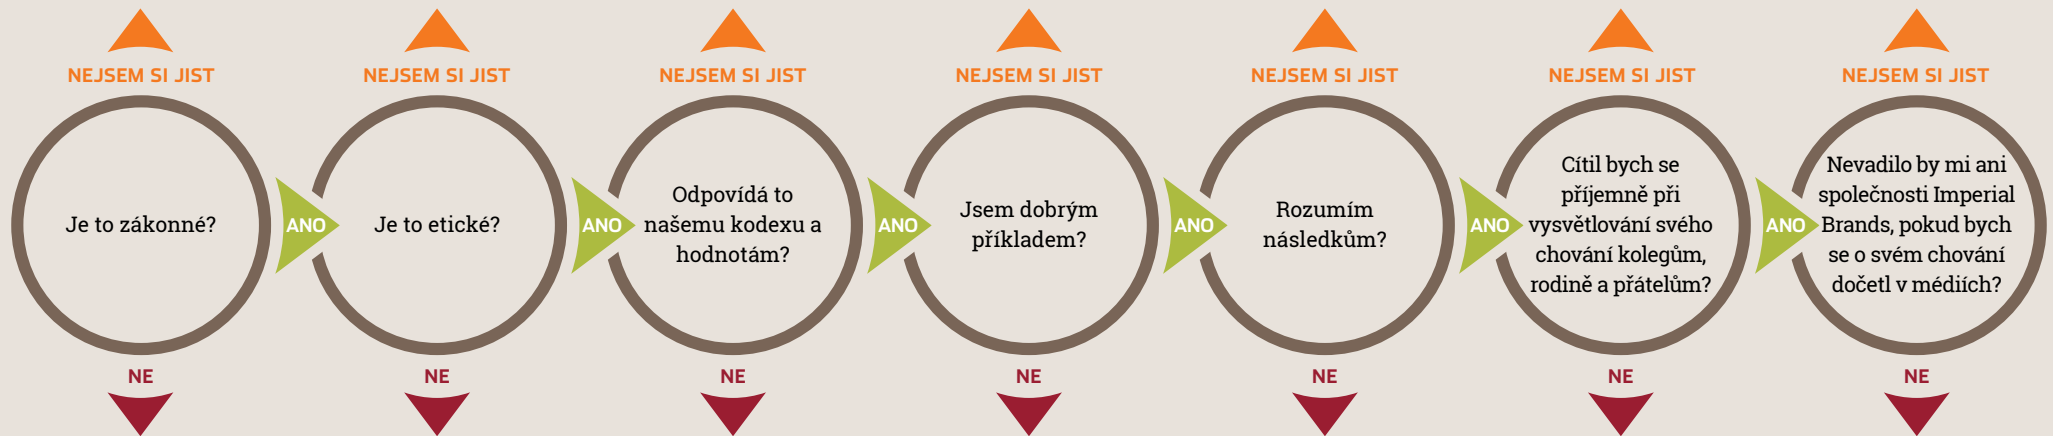 NEJSEM SI JIST
NEJSEM SI JIST
NEJSEM SI JIST
NEJSEM SI JIST
NEJSEM SI JIST
NEJSEM SI JIST
NEJSEM SI JIST
Je to zákonné?
ANO
Je to etické?
ANO
Odpovídá to
našemu kodexu a
hodnotám?
ANO
Jsem dobrým
příkladem?
ANO
Rozumím
následkům?
ANO
Cítil bych se
příjemně při
vysvětlování svého
chování kolegům,
rodině a přátelům?
ANO
Nevadilo by mi ani
společnosti Imperial
Brands, pokud bych
se o svém chování
dočetl v médiích?
NE
NE
NE
NE
NE
NE
NE